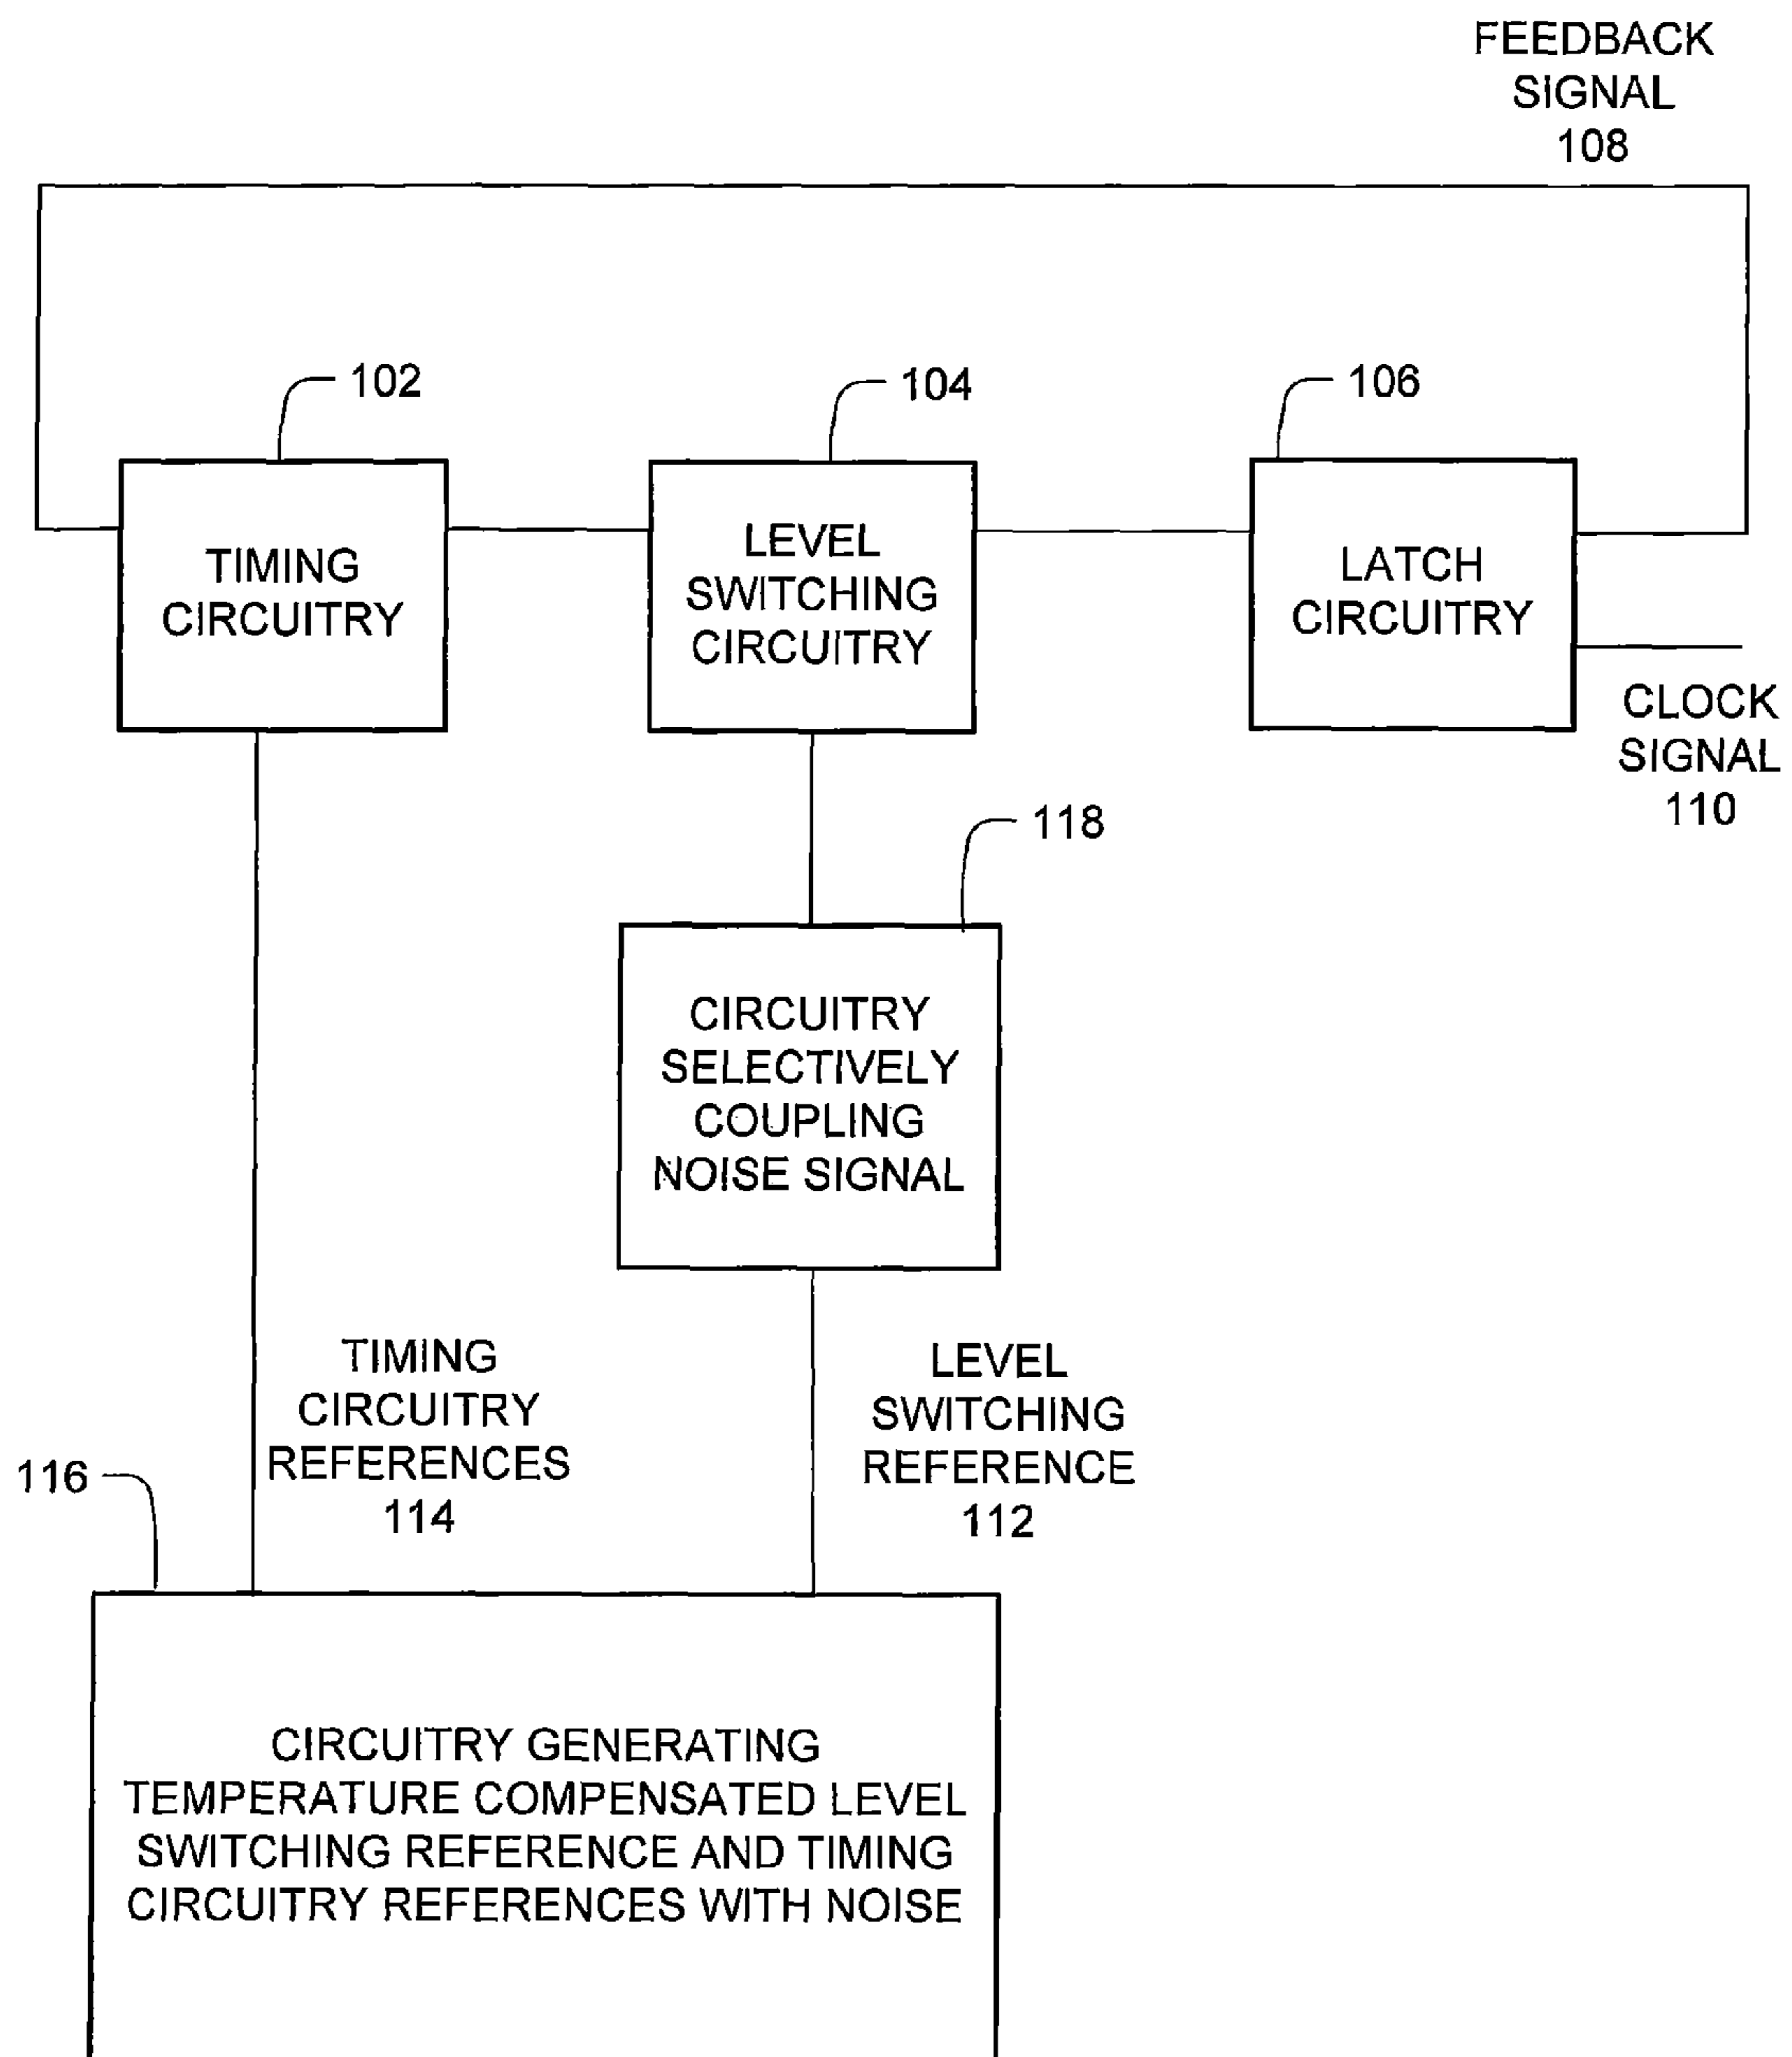 FEEDBACK
SIGNAL
108
102
104
106
TIMING
CIRCUITRY
LEVEL
SWITCHING
CIRCUITRY
LATCH
CIRCUITRY
CLOCK
SIGNAL
110
118
CIRCUITRY
SELECTIVELY
COUPLING
NOISE SIGNAL
TIMING
CIRCUITRY
REFERENCES
114
LEVEL
SWITCHING
REFERENCE
112
116
CIRCUITRY GENERATING
TEMPERATURE COMPENSATED LEVEL
SWITCHING REFERENCE AND TIMING
CIRCUITRY REFERENCES WITH NOISE